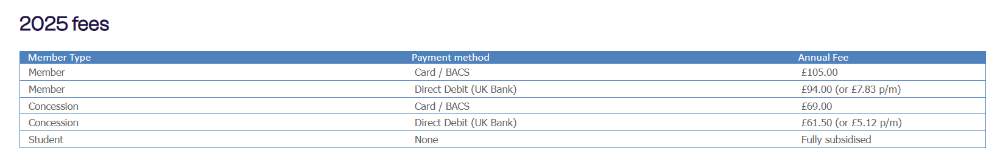 2025 fees
Member Type Payment method Annual Fee
Member Card / BACS £105.00
Member Direct Debit (UK Bank) £94.00 (or £7.83 p/m)
Concession Card / BACS £69.00
Concession Direct Debit (UK Bank) £61.50 (or £5.12 p/m)
Student None Fully subsidised